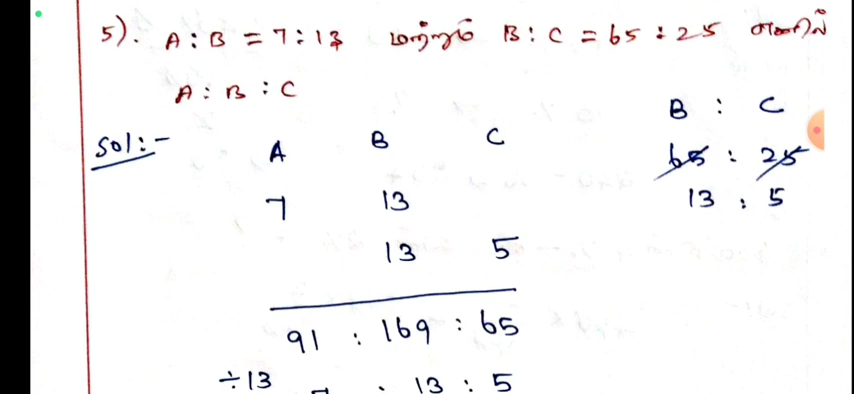 5). A : B = 7 : 13 மற்றும் B : C = 65 : 25 எனில்
A : B : C
Sol:-
A B C
7 13
13 5
91 : 169 : 65
÷13 7 : 13 : 5
B : C
65 : 25
13 : 5